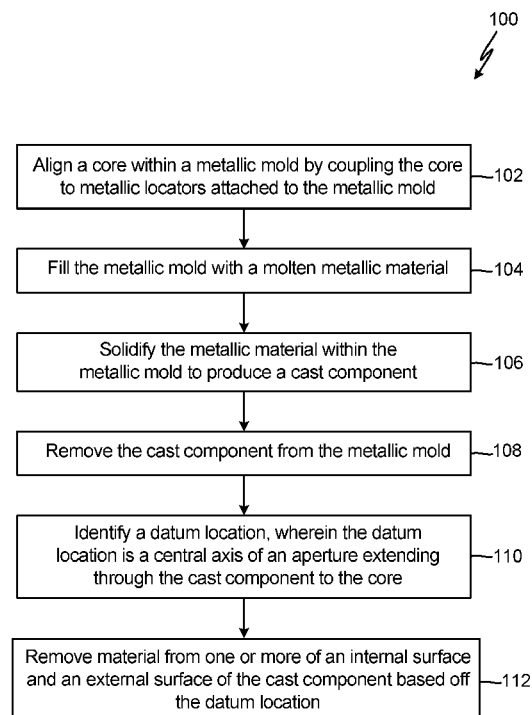 100
Align a core within a metallic mold by coupling the core
to metallic locators attached to the metallic mold
102
Fill the metallic mold with a molten metallic material
104
Solidify the metallic material within the
metallic mold to produce a cast component
106
Remove the cast component from the metallic mold
108
Identify a datum location, wherein the datum
location is a central axis of an aperture extending
through the cast component to the core
110
Remove material from one or more of an internal surface
and an external surface of the cast component based off
the datum location
112